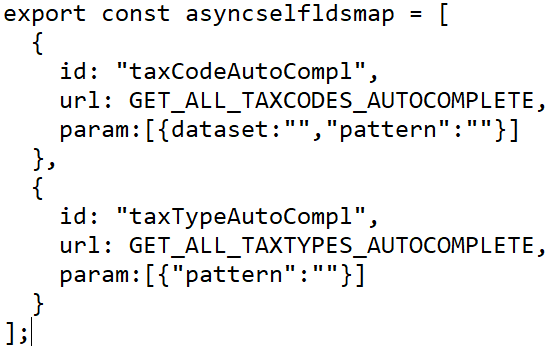 export const asyncselfldsmap = [
  {
    id: "taxCodeAutoCompl",
    url: GET_ALL_TAXCODES_AUTOCOMPLETE,
    param:[{dataset:"","pattern":""}]
  },
  {
    id: "taxTypeAutoCompl",
    url: GET_ALL_TAXTYPES_AUTOCOMPLETE,
    param:[{"pattern":""}]
  }
];